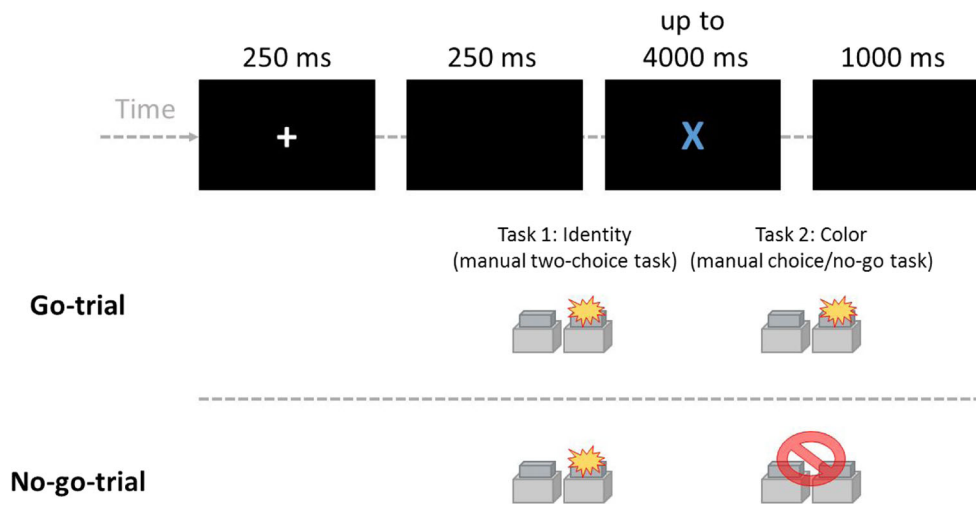 up to
250 ms 250 ms 4000 ms 1000 ms
Time
+
X
Task 1: Identity Task 2: Color
(manual two-choice task) (manual choice/no-go task)
Go-trial
No-go-trial